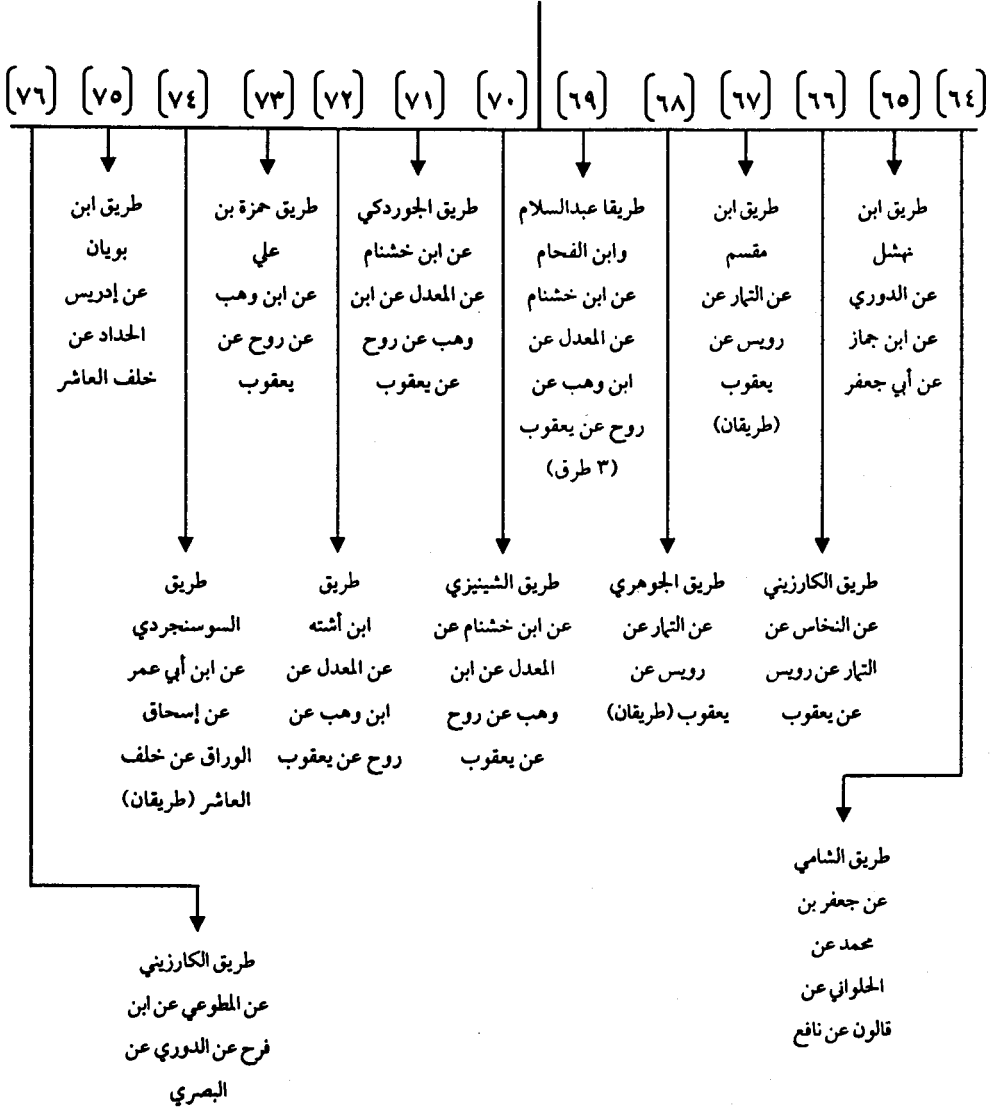 [٦٤] [٦٥] [٦٦] [٦٧] [٦٨] [٦٩] [٧٠] [٧١] [٧٢] [٧٣] [٧٤] [٧٥] [٧٦]
طريق ابن
نهشل
عن الدوري
عن ابن جماز
عن أبي جعفر
طريق ابن
مقسم
عن التمار عن
رويس عن
يعقوب
(طريقان)
طريقا عبدالسلام
وابن الفحام
عن ابن خشنام
عن المعدل عن
ابن وهب عن
روح عن يعقوب
(٣ طرق)
طريق الجوردكي
عن ابن خشنام
عن المعدل عن ابن
وهب عن روح
عن يعقوب
طريق حمزة بن
علي
عن ابن وهب
عن روح عن
يعقوب
طريق ابن
بويان
عن إدريس
الحداد عن
خلف العاشر
طريق الكارزيني
عن النخاس عن
التمار عن رويس
عن يعقوب
طريق الجوهري
عن التمار عن
رويس عن
يعقوب (طريقان)
طريق الشينيزي
عن ابن خشنام عن
المعدل عن ابن
وهب عن روح
عن يعقوب
طريق
ابن أشته
عن المعدل عن
ابن وهب عن
روح عن يعقوب
طريق
السوسنجردي
عن ابن أبي عمر
عن إسحاق
الوراق عن خلف
العاشر (طريقان)
طريق الشامي
عن جعفر بن
محمد عن
الحلواني عن
قالون عن نافع
طريق الكارزيني
عن المطوعي عن ابن
فرح عن الدوري عن
البصري